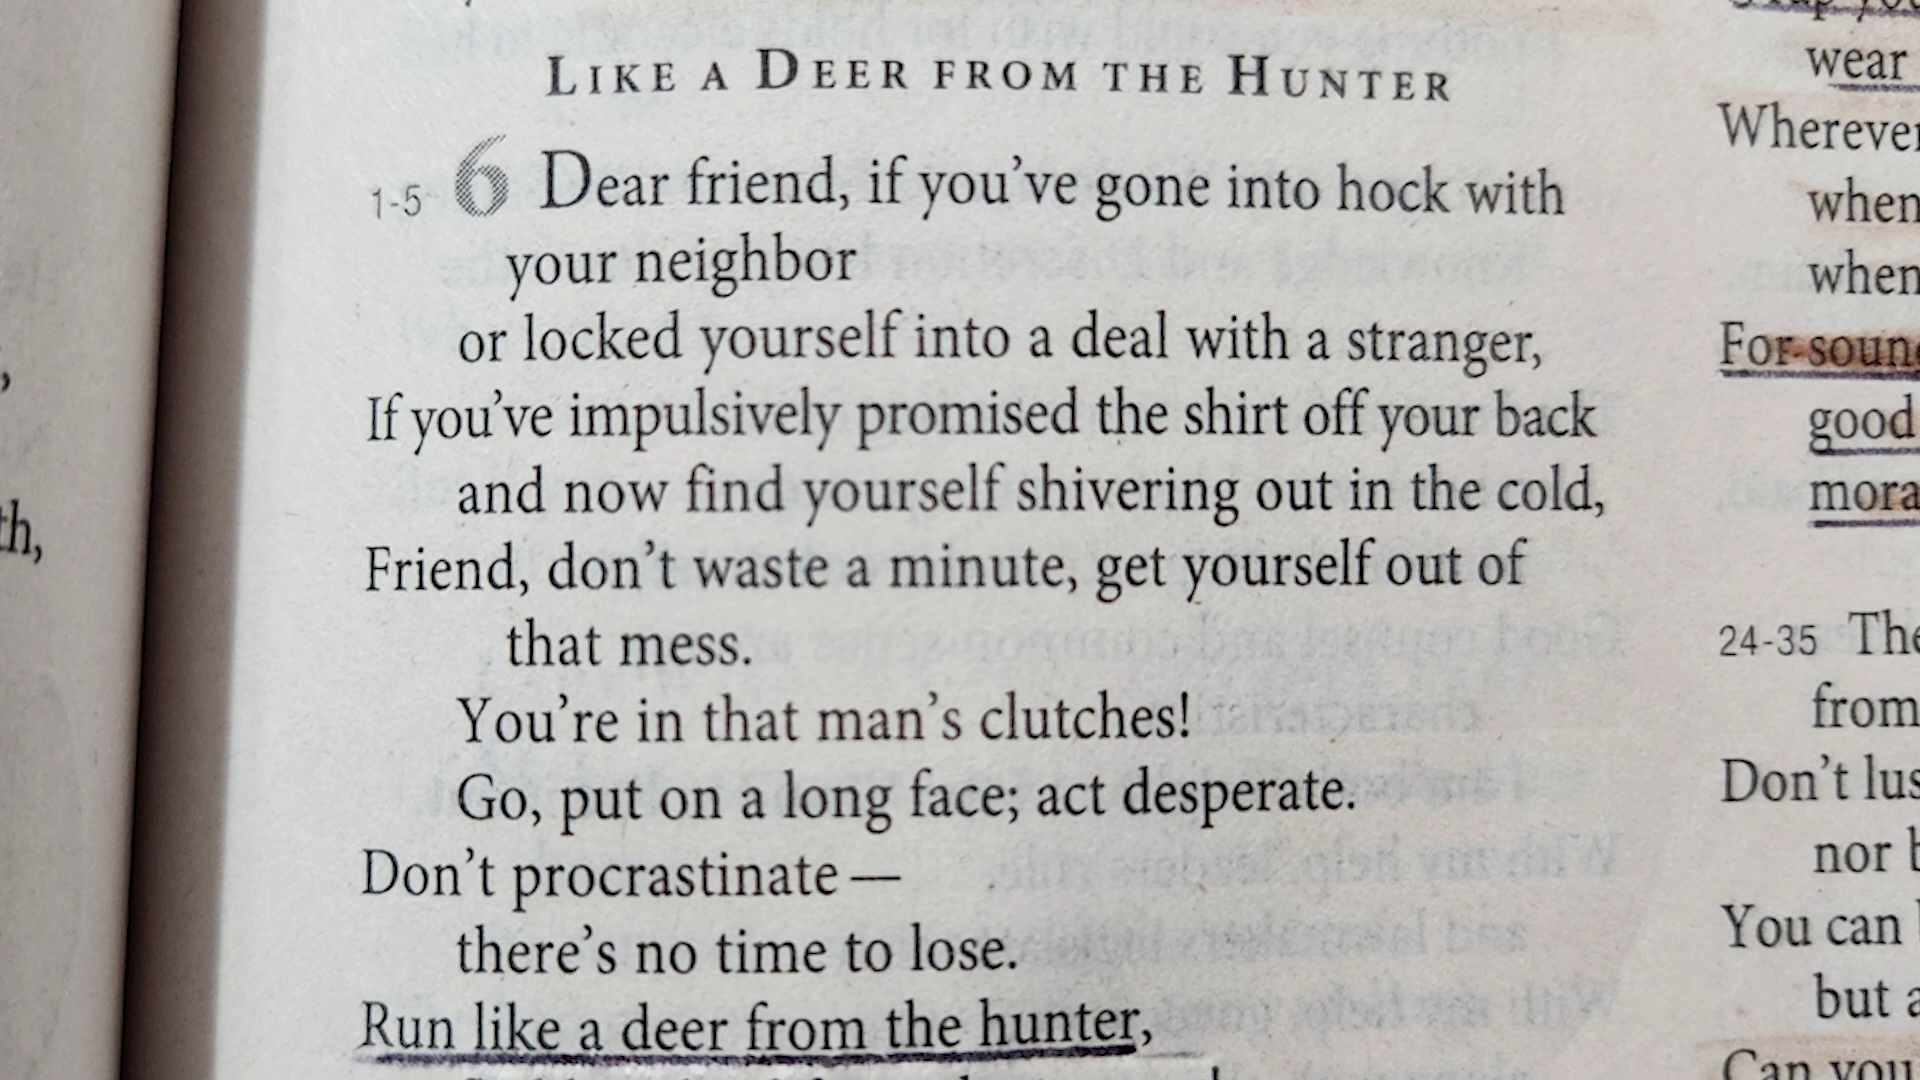 LIKE A DEER FROM THE HUNTER
1-5 6 Dear friend, if you've gone into hock with
your neighbor
or locked yourself into a deal with a stranger,
If you've impulsively promised the shirt off your back
and now find yourself shivering out in the cold,
Friend, don't waste a minute, get yourself out of
that mess.
You're in that man's clutches!
Go, put on a long face; act desperate.
Don't procrastinate—
there's no time to lose.
Run like a deer from the hunter,
wear
when
when
good
24-35
from
Don't
nor
You can
but
Can you